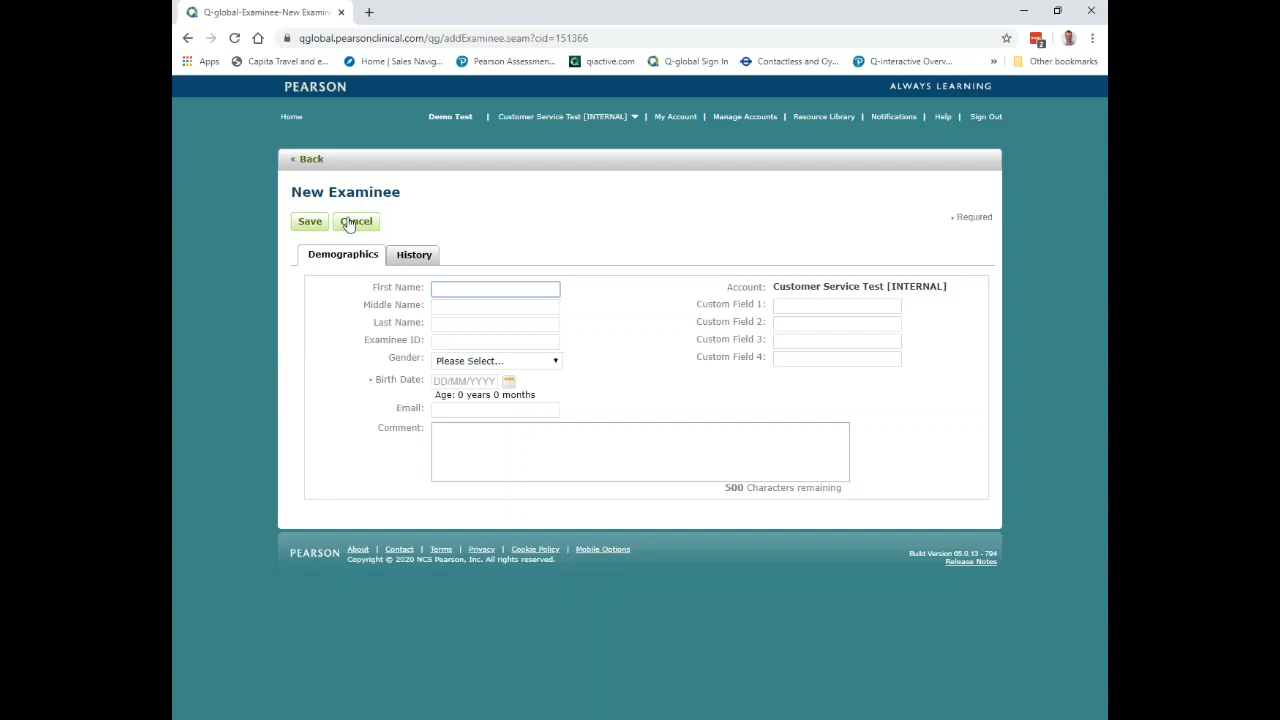 Q-global-Examinee-New Examin
qglobal.pearsonclinical.com/qg/addExaminee.seam?cid=151366
2
Apps
Capita Travel and e...
Home | Sales Navig...
Pearson Assessmen...
qiactive.com
Q-global Sign In
Contactless and Oy...
Q-interactive Overv...
»
Other bookmarks
PEARSON
ALWAYS LEARNING
Home
Demo Test | Customer Service Test [INTERNAL] | My Account | Manage Accounts | Resource Library | Notifications | Help | Sign Out
« Back
New Examinee
Save
Cancel
• Required
Demographics
History
First Name:
Middle Name:
Last Name:
Examinee ID:
Gender: Please Select...
• Birth Date: DD/MM/YYYY
Age: 0 years 0 months
Email:
Comment:
500 Characters remaining
Account: Customer Service Test [INTERNAL]
Custom Field 1:
Custom Field 2:
Custom Field 3:
Custom Field 4:
PEARSON
About | Contact | Terms | Privacy | Cookie Policy | Mobile Options
Copyright © 2020 NCS Pearson, Inc. All rights reserved.
Build Version 65.0.13 - 794
Release Notes